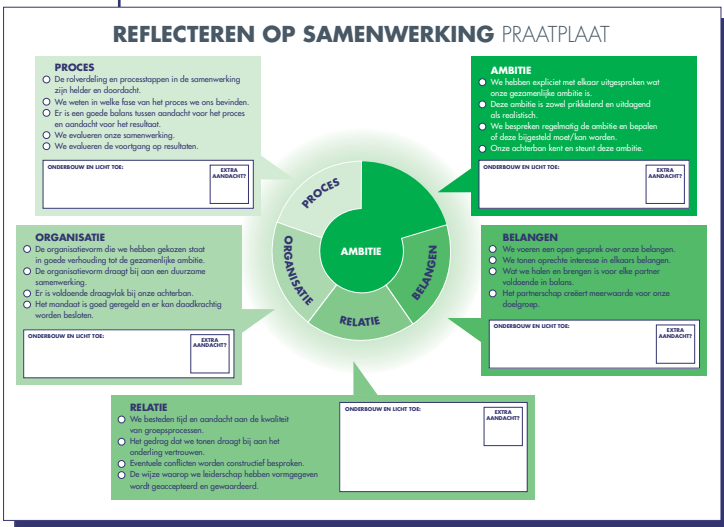 REFLECTEREN OP SAMENWERKING PRAATPLAAT
PROCES
De rolverdeling en processtappen in de samenwerking
zijn helder en doordacht.
We weten in welke fase van het proces we ons bevinden.
Er is een goede balans tussen aandacht voor het proces
en aandacht voor het resultaat.
We evalueren onze samenwerking.
We evalueren de voortgang op resultaten.
ONDERBOUW EN LICHT TOE:
EXTRA
AANDACHT?
AMBITIE
We hebben expliciet met elkaar uitgesproken wat
onze gezamenlijke ambitie is.
Deze ambitie is zowel prikkelend en uitdagend
als realistisch.
We bespreken regelmatig de ambitie en bepalen
of deze bijgesteld moet/kan worden.
Onze achterban kent en steunt deze ambitie.
ONDERBOUW EN LICHT TOE:
EXTRA
AANDACHT?
PROCES
ORGANISATIE
AMBITIE
BELANGEN
RELATIE
ORGANISATIE
De organisatievorm die we hebben gekozen staat
in goede verhouding tot de gezamenlijke ambitie.
De organisatievorm draagt bij aan een duurzame
samenwerking.
Er is voldoende draagvlak bij onze achterban.
Het mandaat is goed geregeld en er kan daadkrachtig
worden besloten.
ONDERBOUW EN LICHT TOE:
EXTRA
AANDACHT?
BELANGEN
We voeren een open gesprek over onze belangen.
We tonen oprechte interesse in elkaars belangen.
Wat we halen en brengen is voor elke partner
voldoende in balans.
Het partnerschap creëert meerwaarde voor onze
doelgroep.
ONDERBOUW EN LICHT TOE:
EXTRA
AANDACHT?
RELATIE
We besteden tijd en aandacht aan de kwaliteit
van groepsprocessen.
Het gedrag dat we tonen draagt bij aan het
onderling vertrouwen.
Eventuele conflicten worden constructief besproken.
De wijze waarop we leiderschap hebben vormgegeven
wordt geaccepteerd en gewaardeerd.
ONDERBOUW EN LICHT TOE:
EXTRA
AANDACHT?